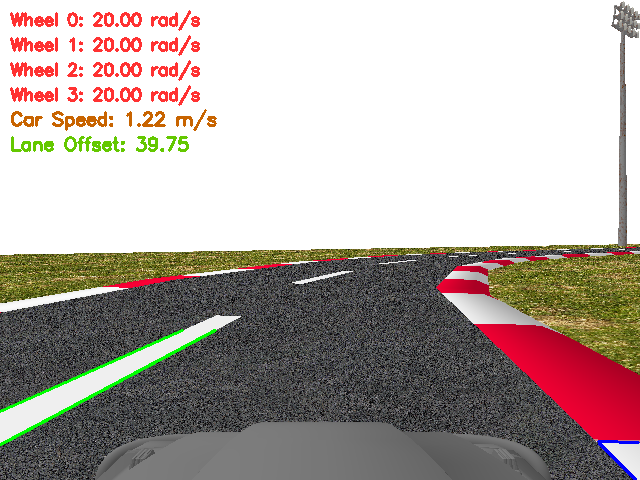 Wheel 0: 20.00 rad/s
Wheel 1: 20.00 rad/s
Wheel 2: 20.00 rad/s
Wheel 3: 20.00 rad/s
Car Speed: 1.22 m/s
Lane Offset: 39.75